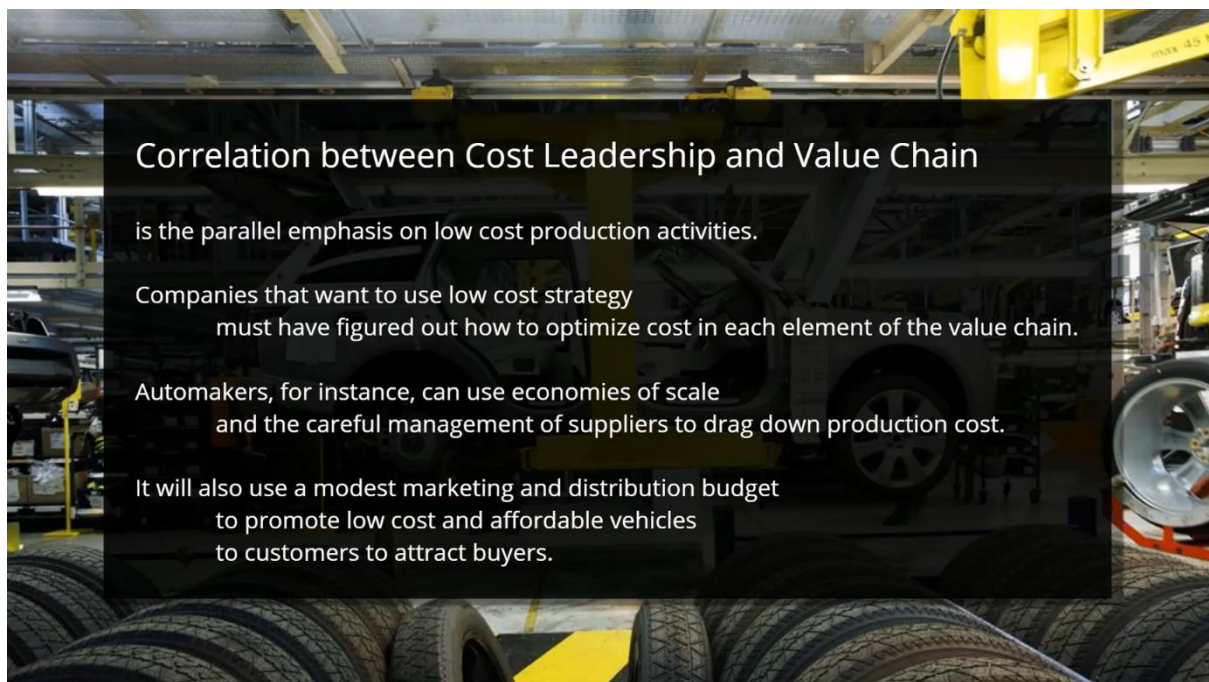 max 45
Correlation between Cost Leadership and Value Chain
is the parallel emphasis on low cost production activities.
Companies that want to use low cost strategy
must have figured out how to optimize cost in each element of the value chain.
Automakers, for instance, can use economies of scale
and the careful management of suppliers to drag down production cost.
It will also use a modest marketing and distribution budget
to promote low cost and affordable vehicles
to customers to attract buyers.